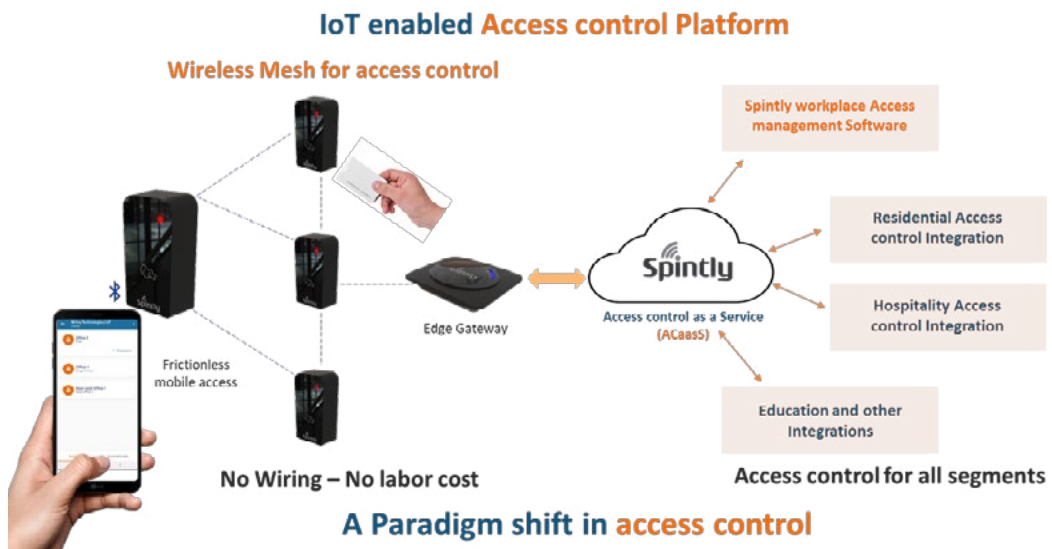 IoT enabled Access control Platform
Wireless Mesh for access control
Spintly workplace Access
management Software
Residential Access
control Integration
Spintly
Hospitality Access
control Integration
Edge Gateway
Access control as a Service
(ACaaS)
Frictionless
mobile access
Spintly
Education and other
Integrations
No Wiring – No labor cost
Access control for all segments
A Paradigm shift in access control